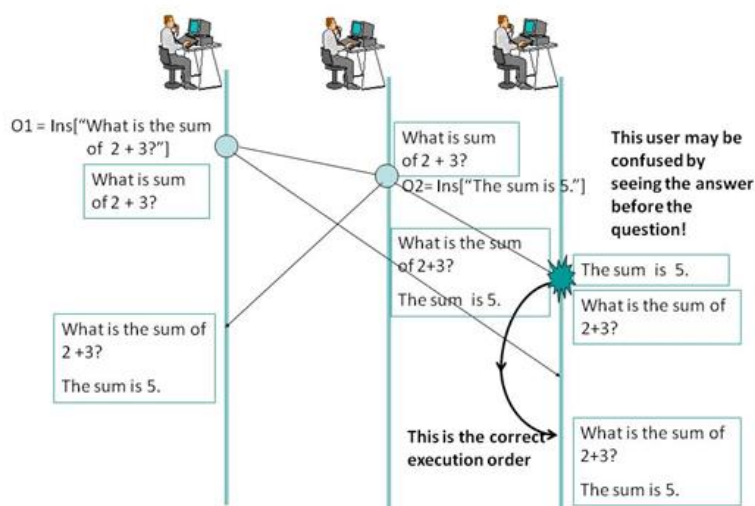 O1 = Ins["What is the sum
of 2 + 3?"]
What is sum
of 2 + 3?
What is the sum of
2 +3?
The sum is 5.
What is sum
of 2 + 3?
O2= Ins["The sum is 5."]
What is the sum
of 2+3?
The sum is 5.
This user may be
confused by
seeing the answer
before the
question!
The sum is 5.
What is the sum of
2+3?
This is the correct
execution order
What is the sum of
2+3?
The sum is 5.